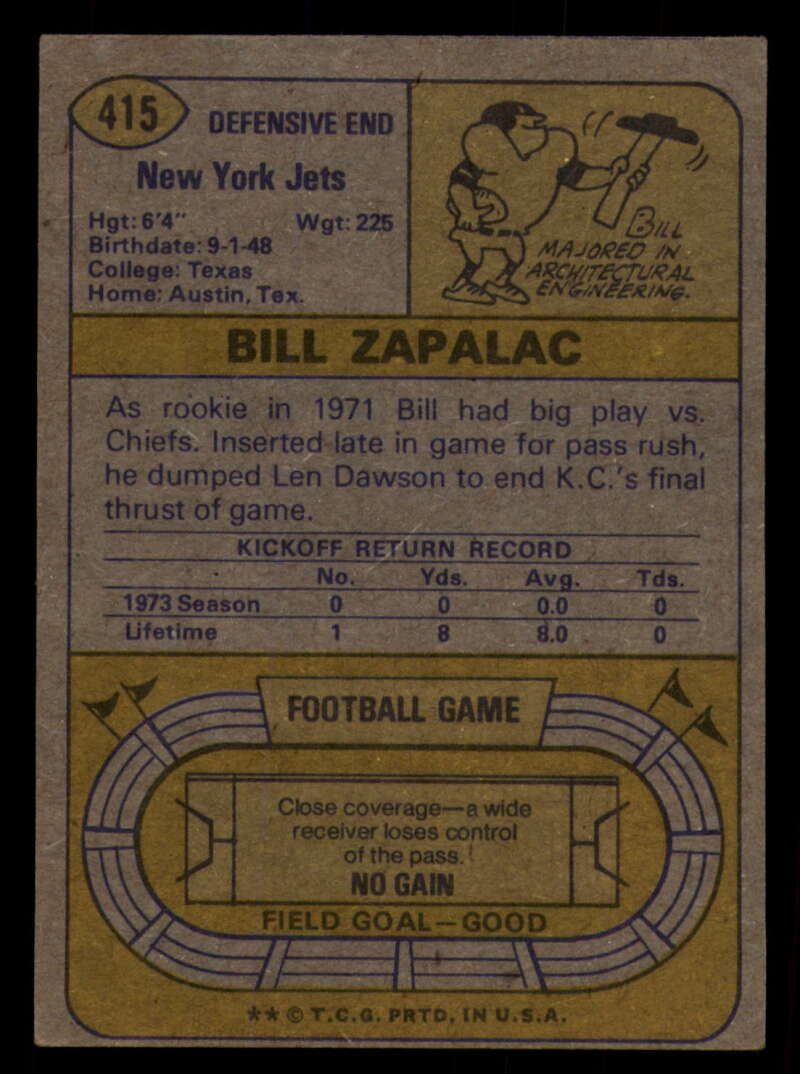 415
DEFENSIVE END
New York Jets
Hgt: 6'4" Wgt: 225
Birthdate: 9-1-48
College: Texas
Home: Austin, Tex.
BILL
MAJORED IN
ARCHITECTURAL
ENGINEERING.
BILL ZAPALAC
As rookie in 1971 Bill had big play vs.
Chiefs. Inserted late in game for pass rush,
he dumped Len Dawson to end K.C.'s final
thrust of game.
KICKOFF RETURN RECORD
No. Yds. Avg. Tds.
1973 Season 0 0 0.0 0
Lifetime 1 8 8.0 0
FOOTBALL GAME
Close coverage—a wide
receiver loses control
of the pass.
NO GAIN
FIELD GOAL—GOOD
** © T.C.G. PRTD. IN U.S.A.